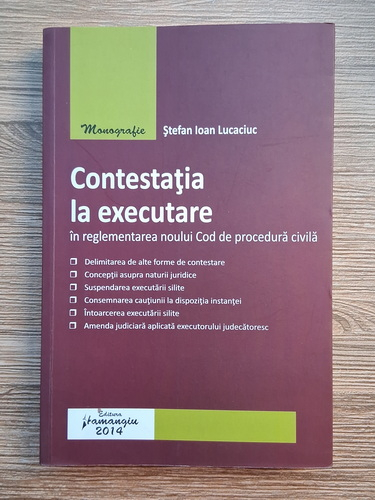 Monografie
Ştefan Ioan Lucaciuc
Contestaţia
la executare
în reglementarea noului Cod de procedură civilă
❑ Delimitarea de alte forme de contestare
❑ Concepţii asupra naturii juridice
❑ Suspendarea executării silite
❑ Consemnarea cauţiunii la dispoziţia instanţei
❑ Întoarcerea executării silite
❑ Amenda judiciară aplicată executorului judecătoresc
Editura
Hamangiu
2014